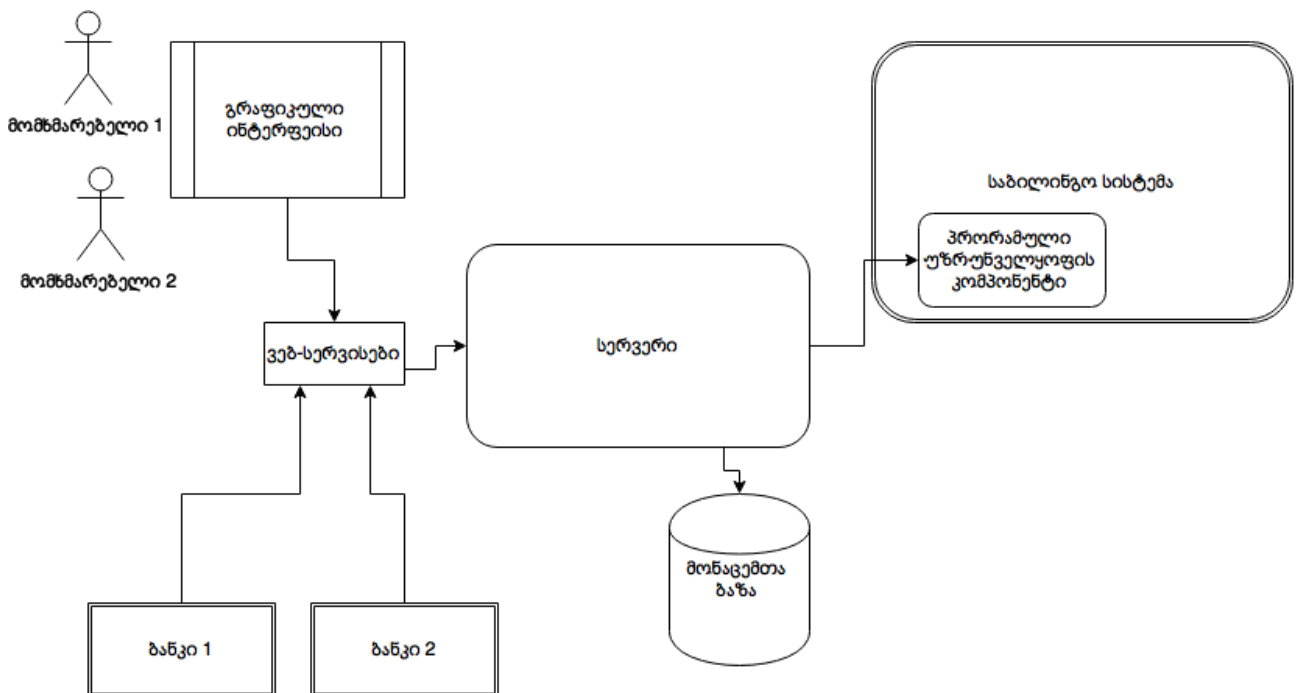 მომხმარებელი 1
გრაფიკული
ინტერფეისი
მომხმარებელი 2
საბილინგო სისტემა
პრორამული
უზრუნველყოფის
კომპონენტი
ვებ-სერვისები
სერვერი
მონაცემთა
ბაზა
ბანკი 1
ბანკი 2